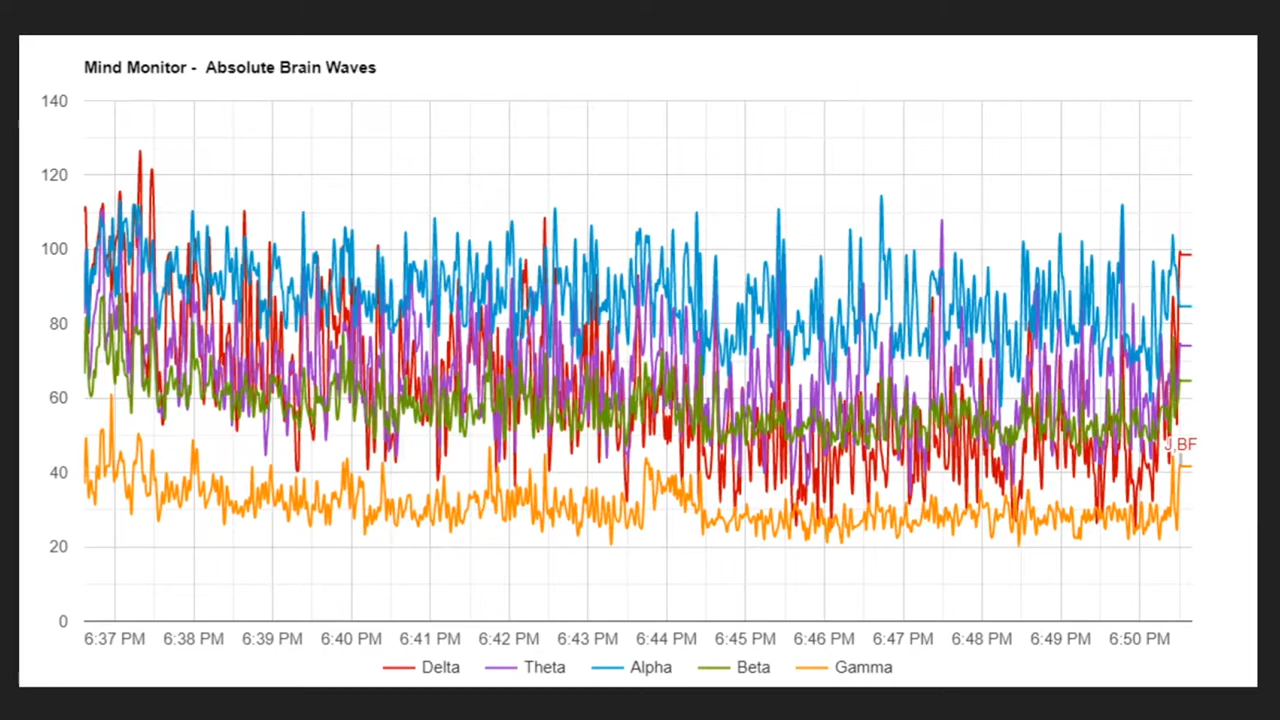 Mind Monitor - Absolute Brain Waves
140
120
100
80
60
40
20
0
J,BF
6:37 PM 6:38 PM 6:39 PM 6:40 PM 6:41 PM 6:42 PM 6:43 PM 6:44 PM 6:45 PM 6:46 PM 6:47 PM 6:48 PM 6:49 PM 6:50 PM
Delta Theta Alpha Beta Gamma